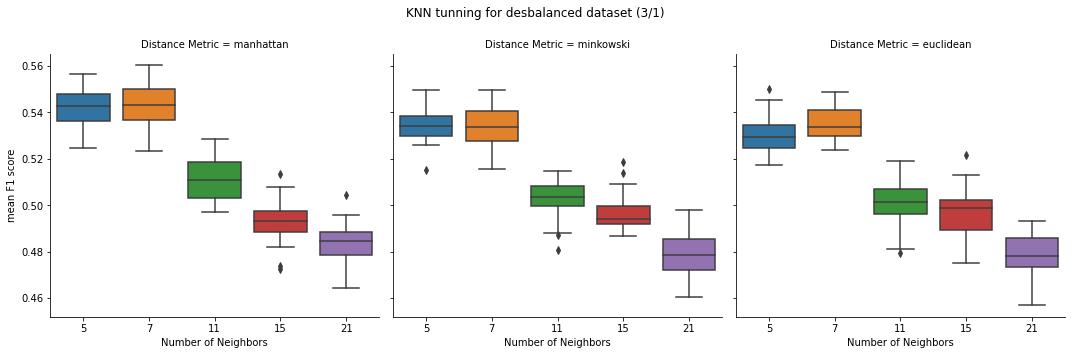 KNN tunning for desbalanced dataset (3/1)
Distance Metric = manhattan
Distance Metric = minkowski
Distance Metric = euclidean
mean F1 score
0.56
0.54
0.52
0.50
0.48
0.46
5 7 11 15 21
5 7 11 15 21
5 7 11 15 21
Number of Neighbors
Number of Neighbors
Number of Neighbors